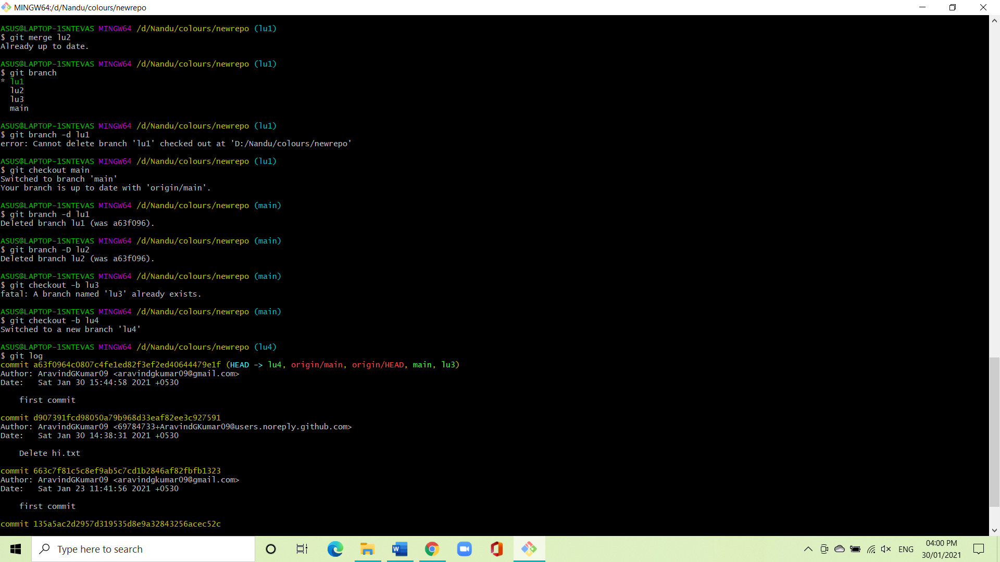 MINGW64:/d/Nandu/colours/newrepo
ASUS@LAPTOP-1SNTEVAS MINGW64 /d/Nandu/colours/newrepo (lu1)
$ git merge lu2
Already up to date.
ASUS@LAPTOP-1SNTEVAS MINGW64 /d/Nandu/colours/newrepo (lu1)
$ git branch
* lu1
  lu2
  lu3
  main
ASUS@LAPTOP-1SNTEVAS MINGW64 /d/Nandu/colours/newrepo (lu1)
$ git branch -d lu1
error: Cannot delete branch 'lu1' checked out at 'D:/Nandu/colours/newrepo'
ASUS@LAPTOP-1SNTEVAS MINGW64 /d/Nandu/colours/newrepo (lu1)
$ git checkout main
Switched to branch 'main'
Your branch is up to date with 'origin/main'.
ASUS@LAPTOP-1SNTEVAS MINGW64 /d/Nandu/colours/newrepo (main)
$ git branch -d lu1
Deleted branch lu1 (was a63f096).
ASUS@LAPTOP-1SNTEVAS MINGW64 /d/Nandu/colours/newrepo (main)
$ git branch -D lu2
Deleted branch lu2 (was a63f096).
ASUS@LAPTOP-1SNTEVAS MINGW64 /d/Nandu/colours/newrepo (main)
$ git checkout -b lu3
fatal: A branch named 'lu3' already exists.
ASUS@LAPTOP-1SNTEVAS MINGW64 /d/Nandu/colours/newrepo (main)
$ git checkout -b lu4
Switched to a new branch 'lu4'
ASUS@LAPTOP-1SNTEVAS MINGW64 /d/Nandu/colours/newrepo (lu4)
$ git log
commit a63f0964c0807c4fe1ed82f3ef2ed40644479e1f (HEAD -> lu4, origin/main, origin/HEAD, main, lu3)
Author: AravindGKumar09 <aravindgkumar09@gmail.com>
Date:   Sat Jan 30 15:44:58 2021 +0530
    first commit
commit d907391fcd98050a79b968d33eaf82ee3c927591
Author: AravindGKumar09 <69784733+AravindGKumar09@users.noreply.github.com>
Date:   Sat Jan 30 14:38:31 2021 +0530
    Delete hi.txt
commit 663c7f81c5c8ef9ab5c7cd1b2846af82fbfb1323
Author: AravindGKumar09 <aravindgkumar09@gmail.com>
Date:   Sat Jan 23 11:41:56 2021 +0530
    first commit
commit 135a5ac2d2957d319535d8e9a32843256acec52c
Type here to search
ENG
04:00 PM
30/01/2021